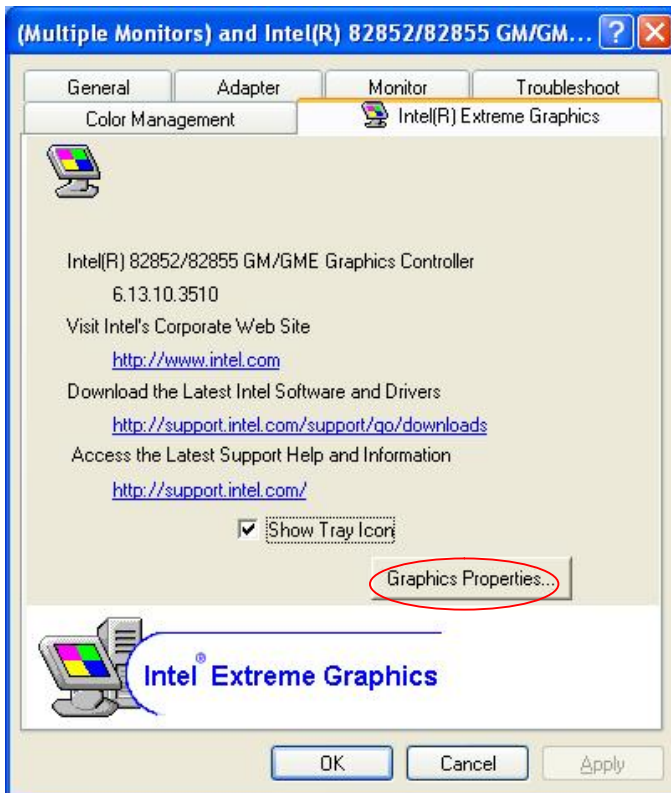 (Multiple Monitors) and Intel(R) 82852/82855 GM/GM...
General Adapter Monitor Troubleshoot
Color Management Intel(R) Extreme Graphics
Intel(R) 82852/82855 GM/GME Graphics Controller
6.13.10.3510
Visit Intel's Corporate Web Site
http://www.intel.com
Download the Latest Intel Software and Drivers
http://support.intel.com/support/go/downloads
Access the Latest Support Help and Information
http://support.intel.com/
Show Tray Icon
Graphics Properties...
Intel® Extreme Graphics
OK Cancel Apply